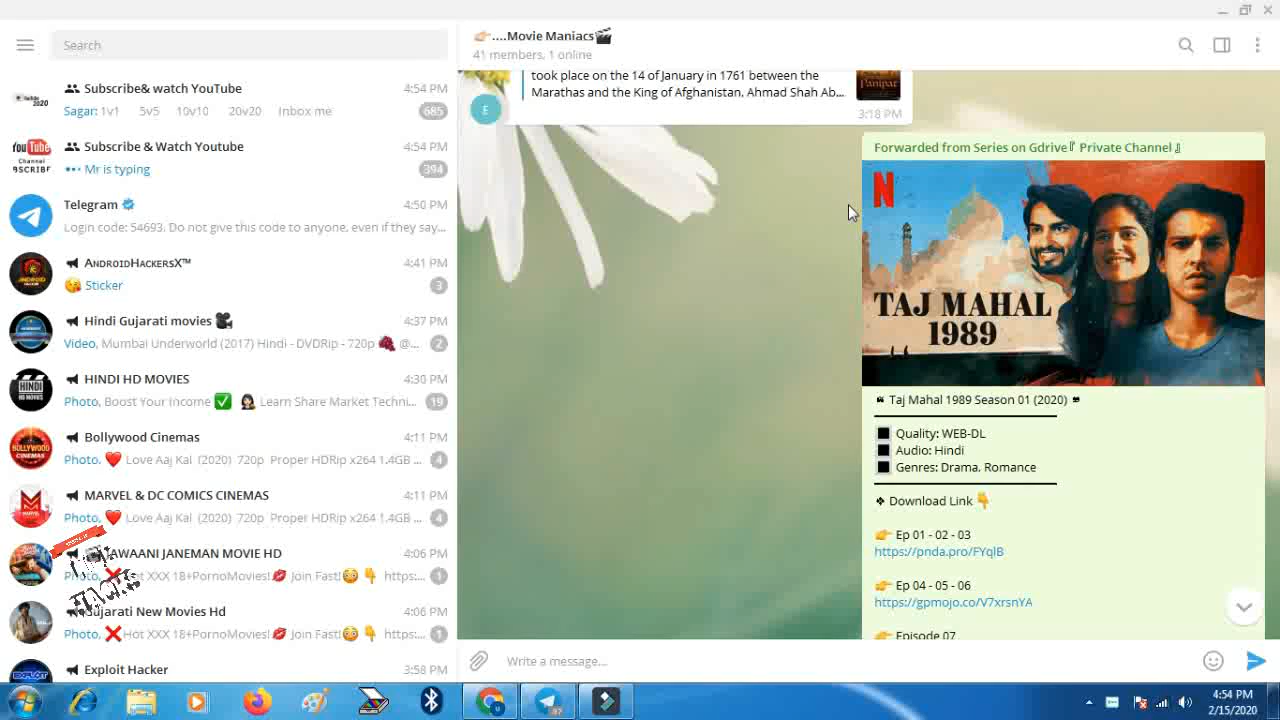 Search
Subscribe& watch YouTube
4:54 PM
Sagar: 1v1 5v5 10v10 20v20 Inbox me
685
Subscribe & Watch Youtube
4:54 PM
Mr is typing
394
Telegram
4:50 PM
Login code: 54693. Do not give this code to anyone, even if they say...
AɴᴅʀᴏɪᴅHᴀᴄᴋᴇʀsX™
4:41 PM
😘 Sticker
3
Hindi Gujarati movies 🎥
4:37 PM
Video, Mumbai Underworld (2017) Hindi - DVDRip - 720p 🍇 @...
2
HINDI HD MOVIES
4:30 PM
Photo, Boost Your Income ✅ Learn Share Market Techni...
19
Bollywood Cinemas
4:11 PM
Photo, ❤️ Love Aaj Kal (2020) 720p Proper HDRip x264 1.4GB ...
4
MARVEL & DC COMICS CINEMAS
4:11 PM
Photo, ❤️ Love Aaj Kal (2020) 720p Proper HDRip x264 1.4GB ...
4
JANEMAN MOVIE HD
4:06 PM
Photo, ❌Hot XXX 18+PornoMovies!💋 Join Fast!😳 👇 https:...
1
Gujarati New Movies Hd
4:06 PM
Photo, ❌Hot XXX 18+PornoMovies!💋 Join Fast!😳 👇 https:...
1
Exploit Hacker
3:58 PM
👉🏻....Movie Maniacs🎬
41 members, 1 online
took place on the 14 of January in 1761 between the
Marathas and the King of Afghanistan, Ahmad Shah Ab...
3:18 PM
E
Forwarded from Series on Gdrive『 Private Channel 』
N
TAJ MAHAL
1989
Taj Mahal 1989 Season 01 (2020)
Quality: WEB-DL
Audio: Hindi
Genres: Drama, Romance
❖ Download Link 👇
👉 Ep 01 - 02 - 03
https://pnda.pro/FYqlB
👉 Ep 04 - 05 - 06
https://gpmojo.co/V7xrsnYA
👉 Episode 07
Write a message...
4:54 PM
2/15/2020